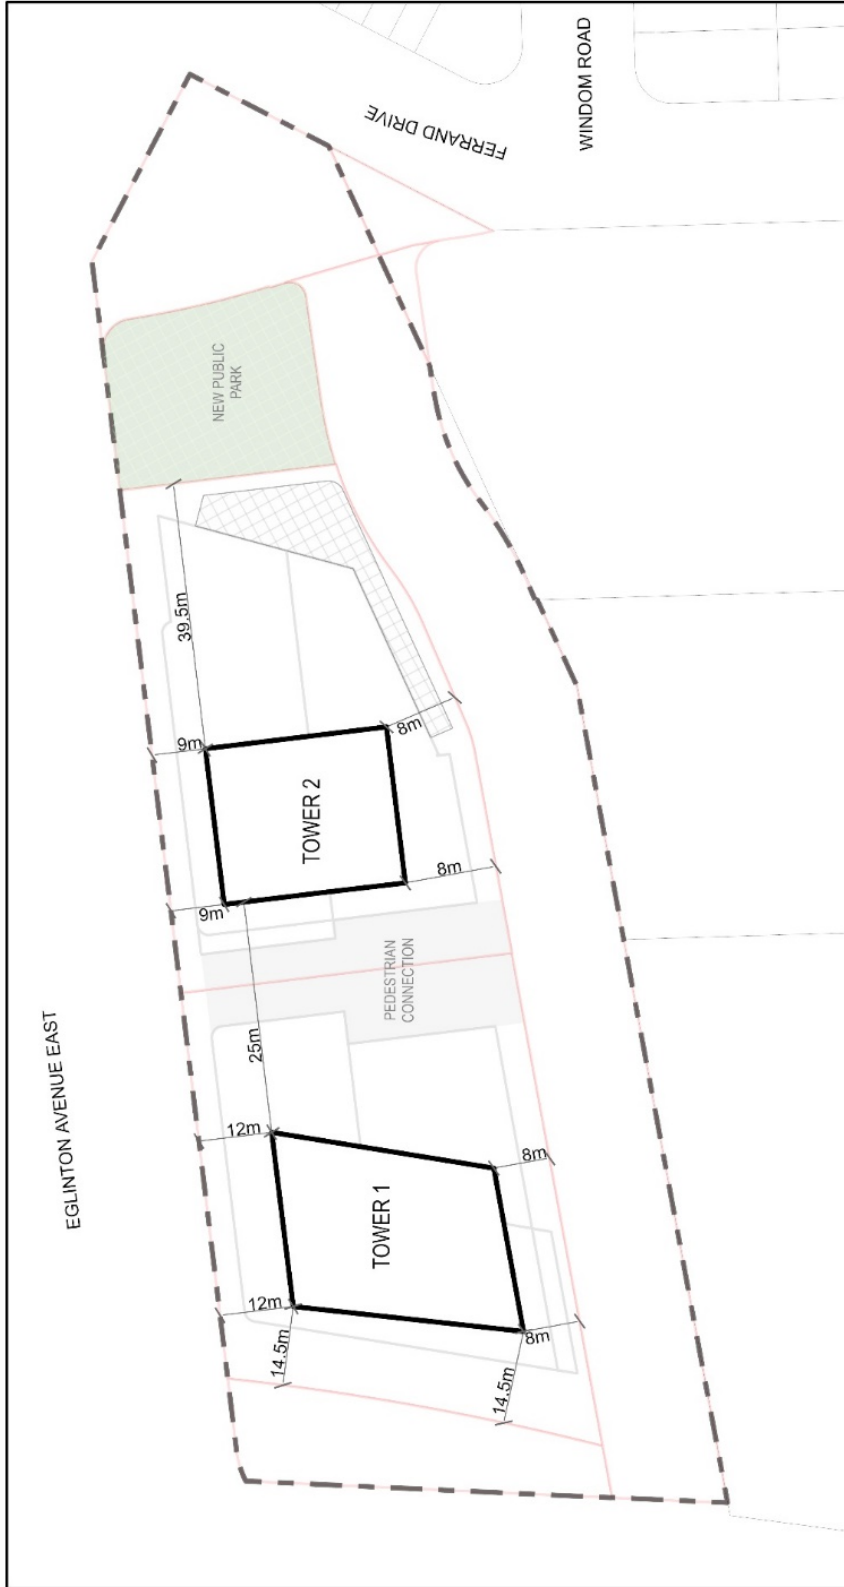 WINDOM ROAD
FERRAND DRIVE
NEW PUBLIC
PARK
39.5m
9m
8m
TOWER 2
8m
9m
PEDESTRIAN
CONNECTION
EGLINTON AVENUE EAST
25m
12m
8m
TOWER 1
12m
8m
14.5m
14.5m